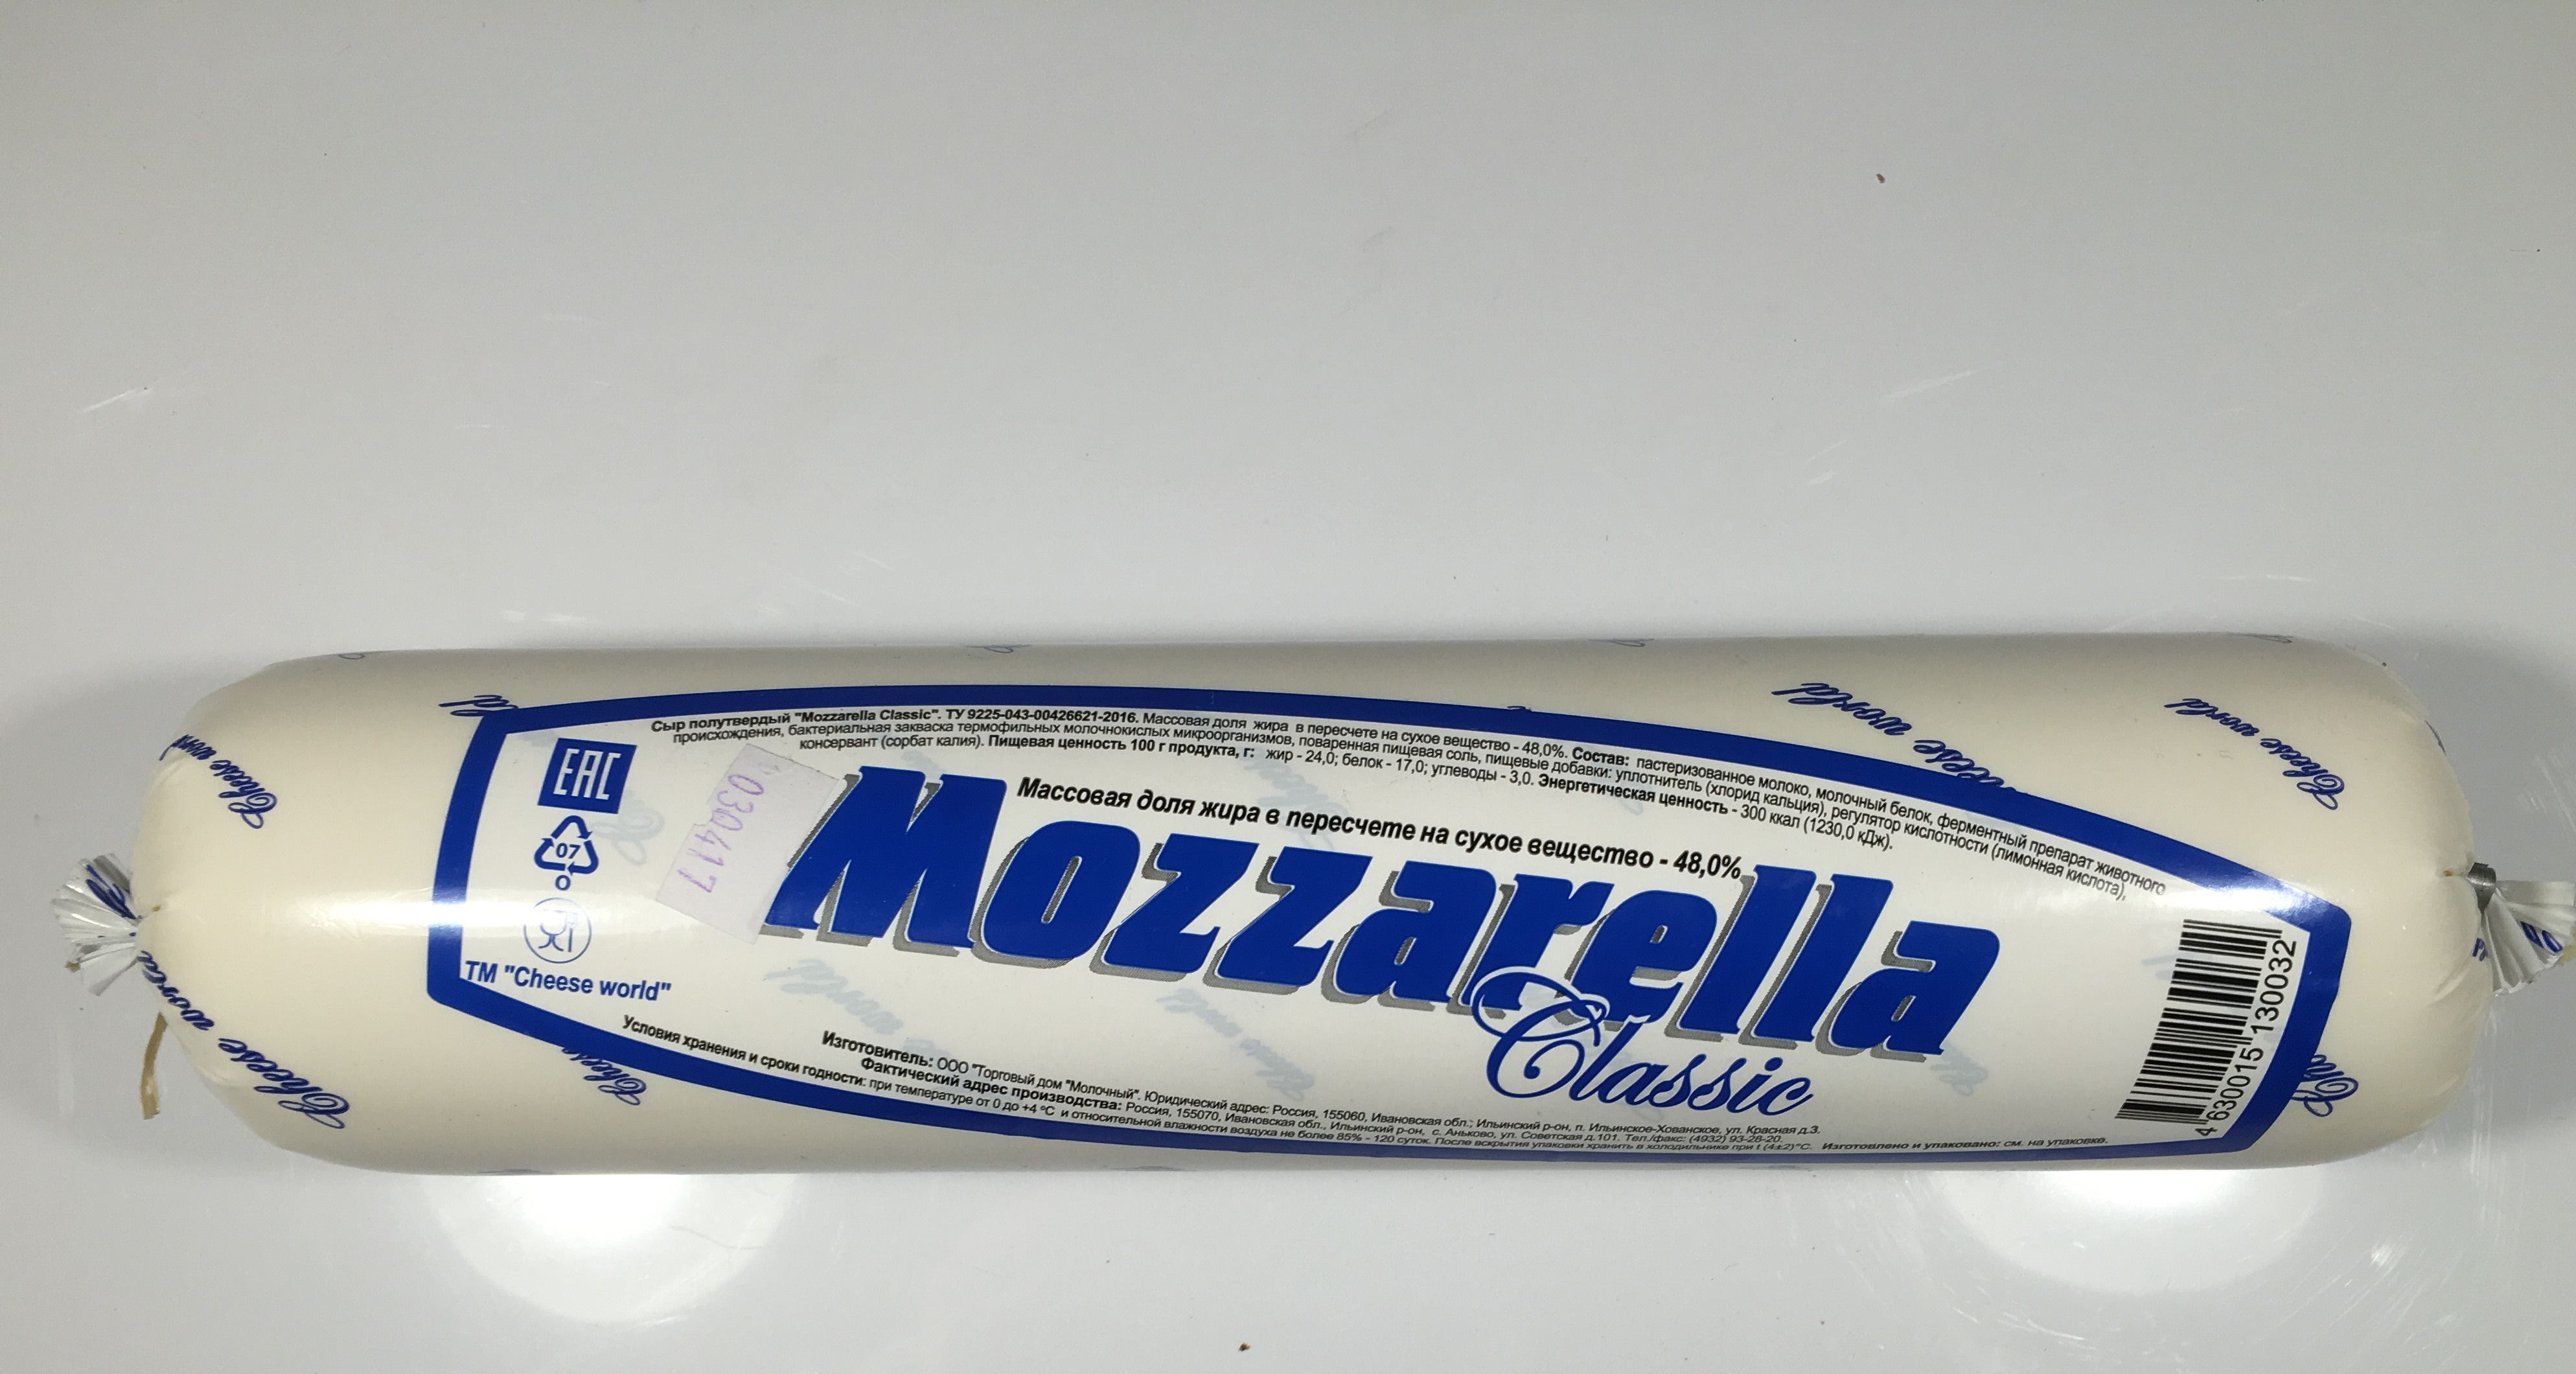 Сыр полутвердый "Mozzarella Classic". ТУ 9225-043-00426621-2016. Массовая доля жира в пересчете на сухое вещество - 48,0%. Состав: пастеризованное молоко, молочный белок, ферментный препарат животного
происхождения, бактериальная закваска термофильных молочнокислых микроорганизмов, поваренная пищевая соль, пищевые добавки: уплотнитель (хлорид кальция), регулятор кислотности (лимонная кислота),
консервант (сорбат калия). Пищевая ценность 100 г продукта, г: жир - 24,0; белок - 17,0; углеводы - 3,0. Энергетическая ценность - 300 ккал (1230,0 кДж).
EAC
07
O
TM "Cheese world"
030417
Массовая доля жира в пересчете на сухое вещество - 48,0%
Mozzarella
Classic
Изготовитель: ООО "Торговый дом "Молочный". Юридический адрес: Россия, 155060, Ивановская обл.; Ильинский р-он, п. Ильинское-Хованское, ул. Красная д.3.
Фактический адрес производства: Россия, 155070, Ивановская обл., Ильинский р-он, с. Аньково, ул. Советская д.101. Тел./факс: (4932) 93-28-20.
Условия хранения и сроки годности: при температуре от 0 до +4 °C и относительной влажности воздуха не более 85% - 120 суток. После вскрытия упаковки хранить в холодильнике при t (4±2)°C. Изготовлено и упаковано: см. на упаковке.
4 630015 130032
Cheese world
Cheese world
Cheese world